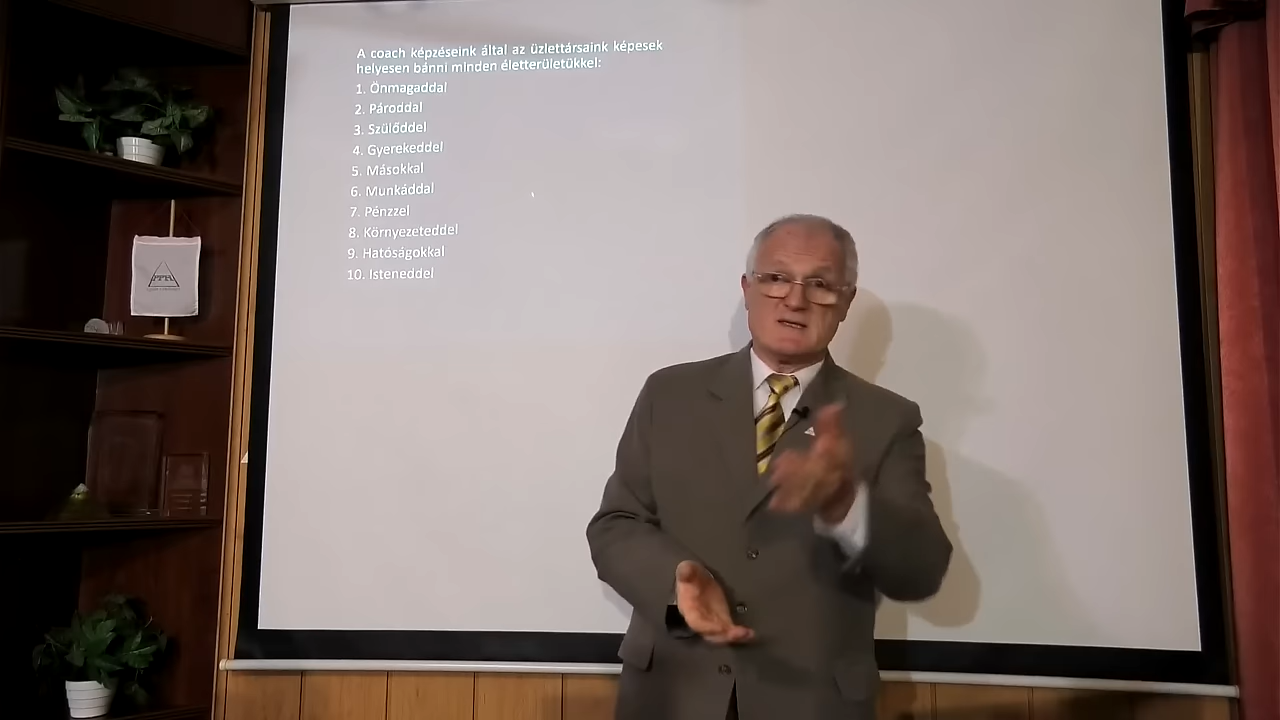 A coach képzéseink által az üzlettársaink képesek
helyesen bánni minden életterületükkel:
1. Önmagaddal
2. Pároddal
3. Szülőddel
4. Gyerekeddel
5. Másokkal
6. Munkáddal
7. Pénzzel
8. Környezeteddel
9. Hatóságokkal
10. Isteneddel